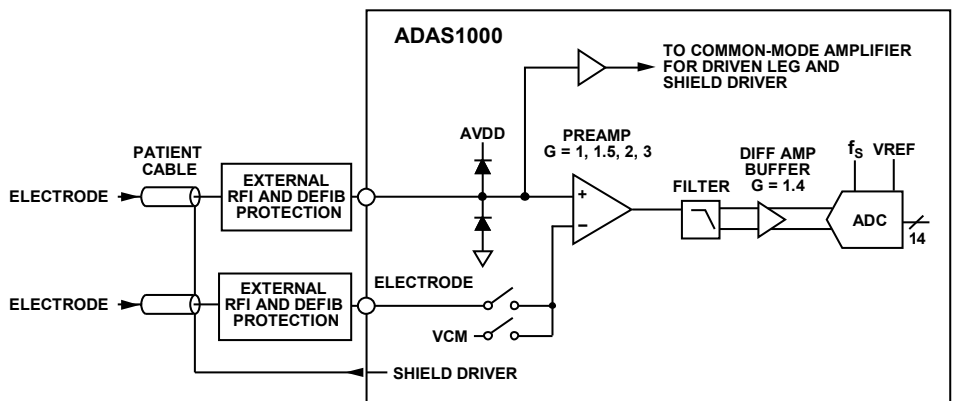 ADAS1000
TO COMMON-MODE AMPLIFIER
FOR DRIVEN LEG AND
SHIELD DRIVER
AVDD
PREAMP
G = 1, 1.5, 2, 3
PATIENT
CABLE
DIFF AMP
BUFFER
G = 1.4
fS
VREF
ELECTRODE
EXTERNAL
RFI AND DEFIB
PROTECTION
+
–
FILTER
ADC
14
ELECTRODE
ELECTRODE
EXTERNAL
RFI AND DEFIB
PROTECTION
VCM
SHIELD DRIVER